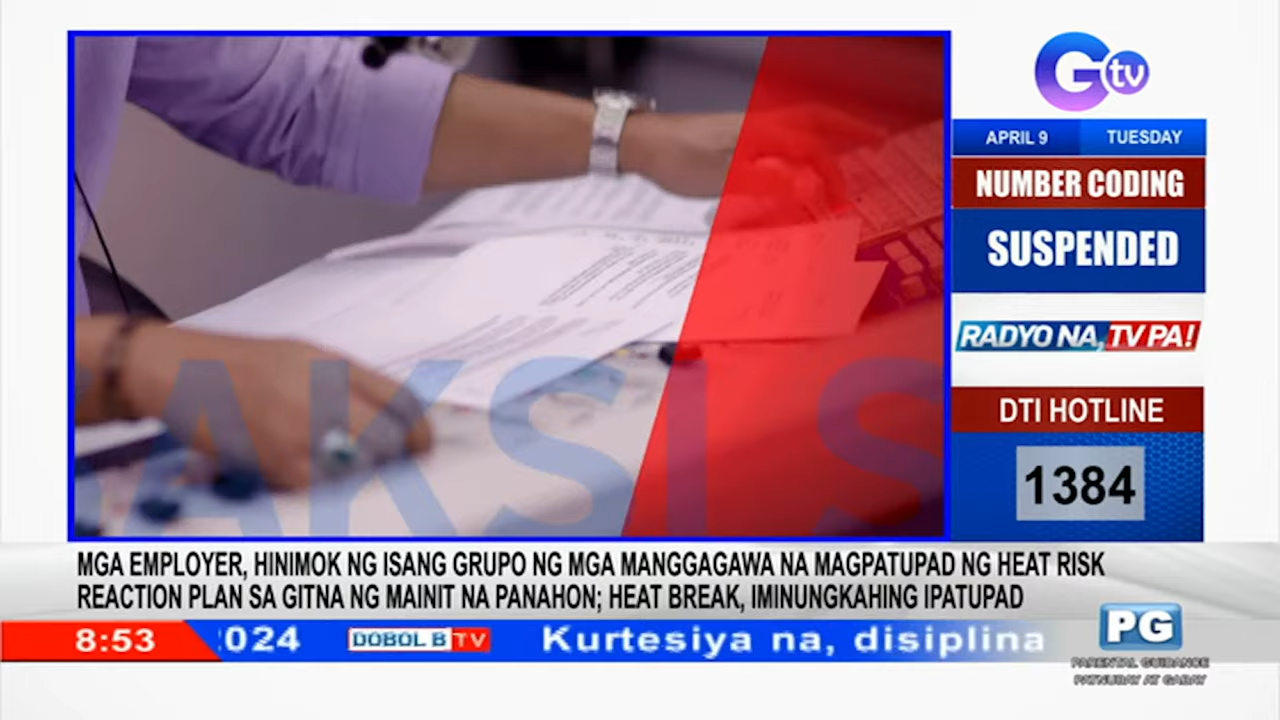 Gtv
APRIL 9 TUESDAY
NUMBER CODING
SUSPENDED
RADYO NA, TV PA!
DTI HOTLINE
1384
AKSI S
MGA EMPLOYER, HINIMOK NG ISANG GRUPO NG MGA MANGGAGAWA NA MAGPATUPAD NG HEAT RISK
REACTION PLAN SA GITNA NG MAINIT NA PANAHON; HEAT BREAK, IMINUNGKAHING IPATUPAD
8:53 2024 DOBOL B TV Kurtesiya na, disiplina
PG
PARENTAL GUIDANCE
PATNUBAY AT GABAY